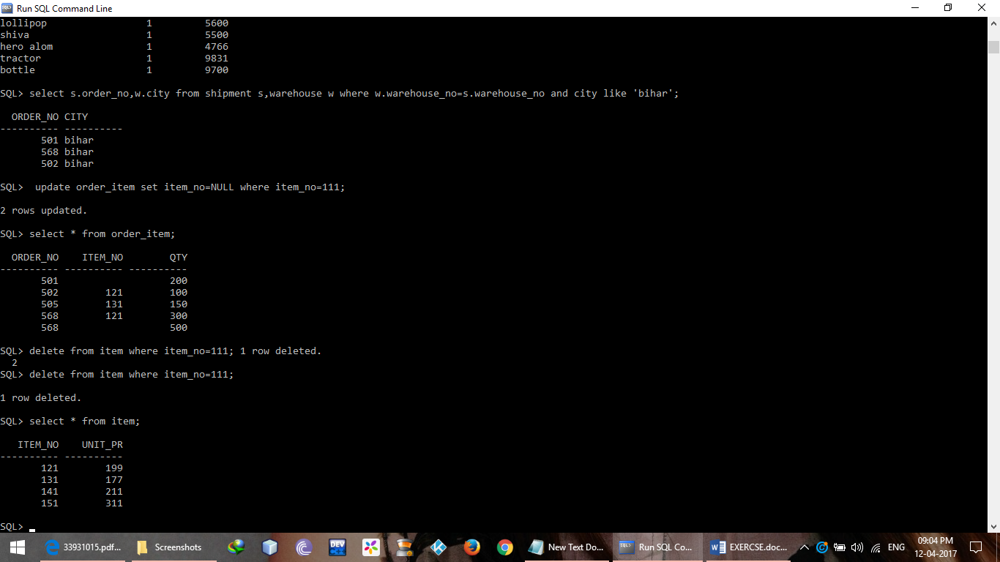 Run SQL Command Line
lollipop                 1         5600
shiva                    1         5500
hero alom                1         4766
tractor                  1         9831
bottle                   1         9700
SQL> select s.order_no,w.city from shipment s,warehouse w where w.warehouse_no=s.warehouse_no and city like 'bihar';
  ORDER_NO CITY
---------- ----------
       501 bihar
       568 bihar
       502 bihar
SQL>  update order_item set item_no=NULL where item_no=111;
2 rows updated.
SQL> select * from order_item;
  ORDER_NO    ITEM_NO        QTY
---------- ---------- ----------
       501                   200
       502        121        100
       505        131        150
       568        121        300
       568                   500
SQL> delete from item where item_no=111; 1 row deleted.
  2
SQL> delete from item where item_no=111;
1 row deleted.
SQL> select * from item;
   ITEM_NO    UNIT_PR
---------- ----------
       121        199
       131        177
       141        211
       151        311
SQL>
33931015.pdf... Screenshots DEV New Text Do... SQL> Run SQL Co... EXERCSE.doc... ENG 09:04 PM
12-04-2017